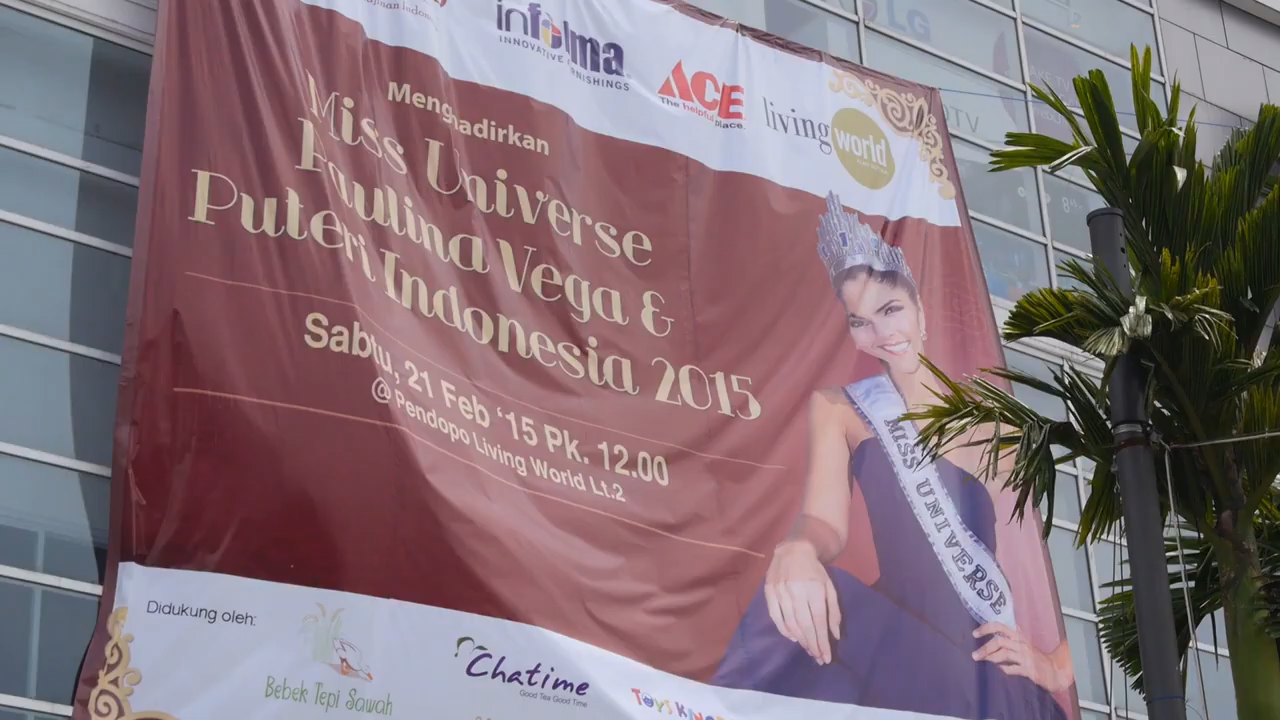 informa
INNOVATIVE FURNISHINGS
ACE
The helpful place.
living world
Menghadirkan
Miss Universe
Paulina Vega &
Puteri Indonesia 2015
Sabtu, 21 Feb ‘15 Pk. 12.00
@Pendopo Living World Lt.2
MISS UNIVERSE
Didukung oleh:
Bebek Tepi Sawah
Chatime
Good Tea Good Time
LG